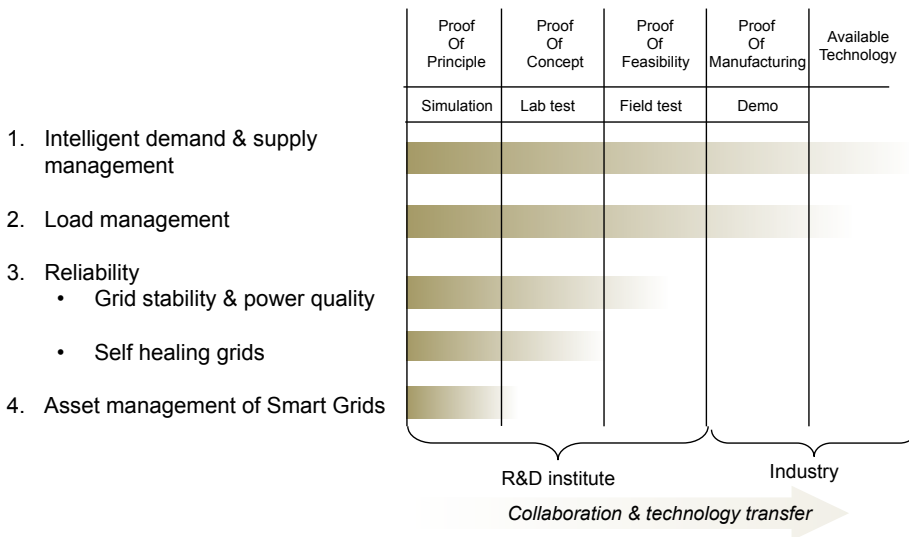 Proof
Of
Principle
Proof
Of
Concept
Proof
Of
Feasibility
Proof
Of
Manufacturing
Available
Technology
Simulation
Lab test
Field test
Demo
1. Intelligent demand & supply
management
2. Load management
3. Reliability
• Grid stability & power quality
• Self healing grids
4. Asset management of Smart Grids
R&D institute
Industry
Collaboration & technology transfer